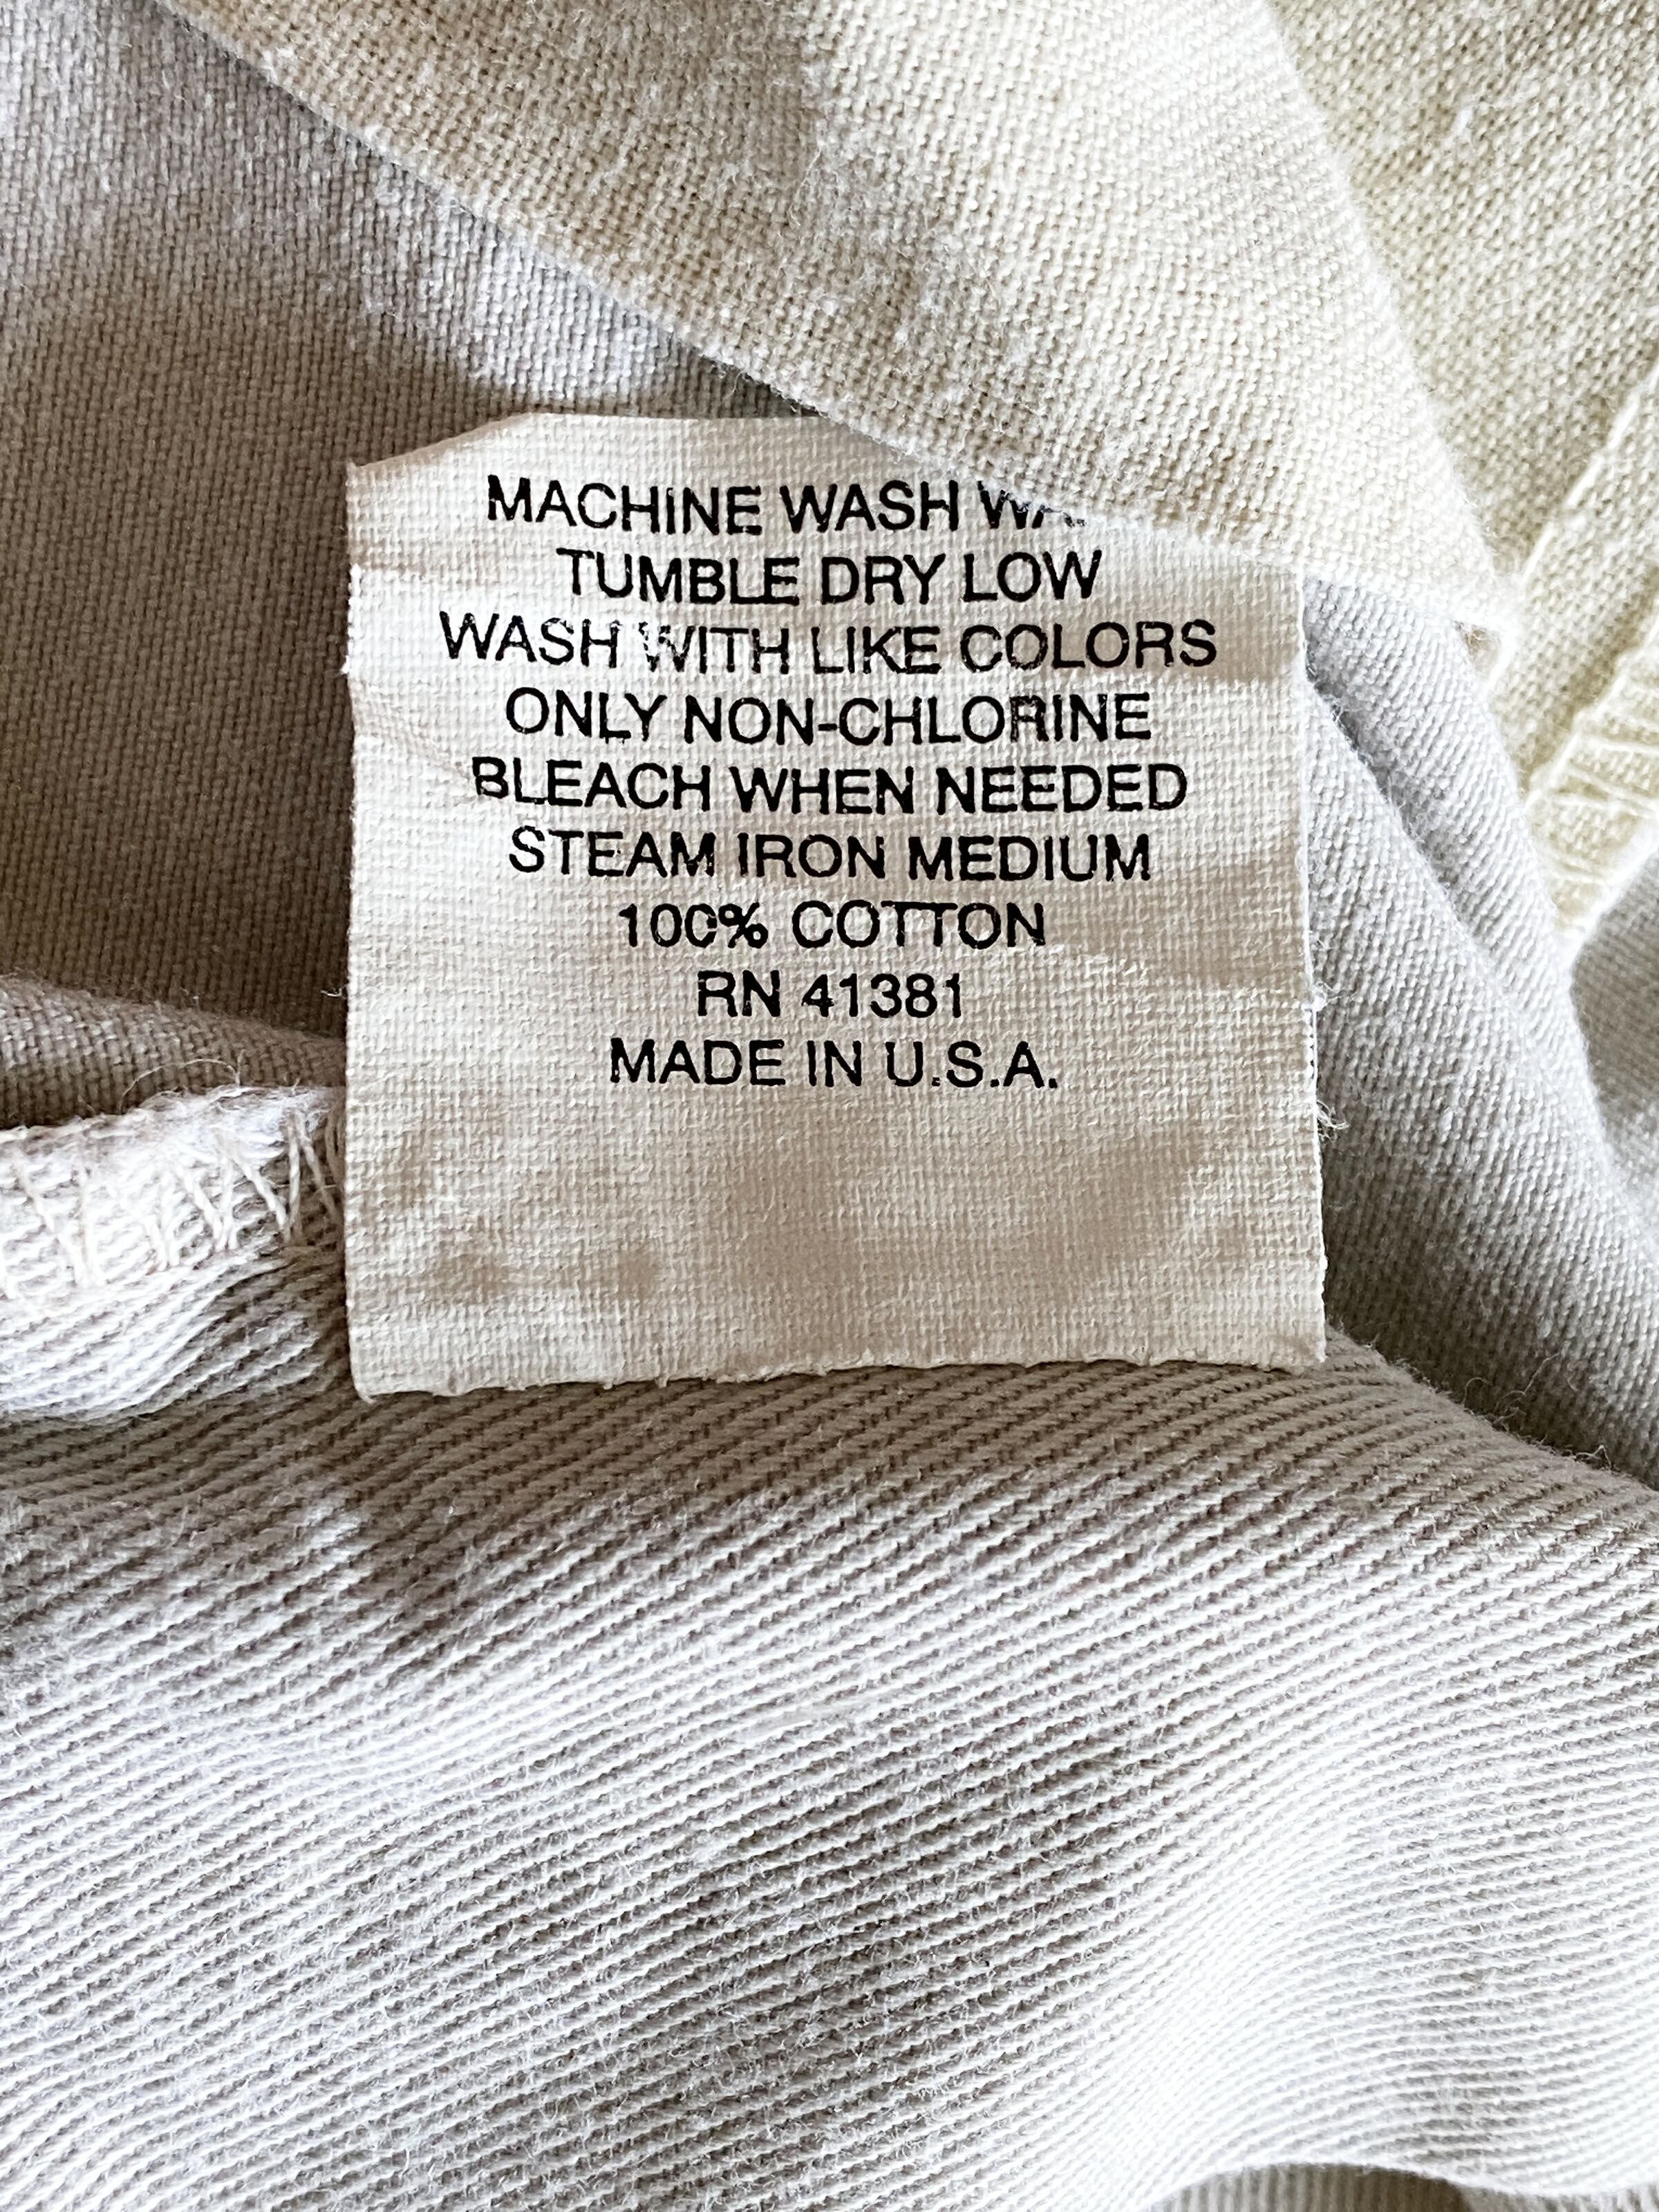 MACHINE WASH
TUMBLE DRY LOW
WASH WITH LIKE COLORS
ONLY NON-CHLORINE
BLEACH WHEN NEEDED
STEAM IRON MEDIUM
100% COTTON
RN 41381
MADE IN U.S.A.